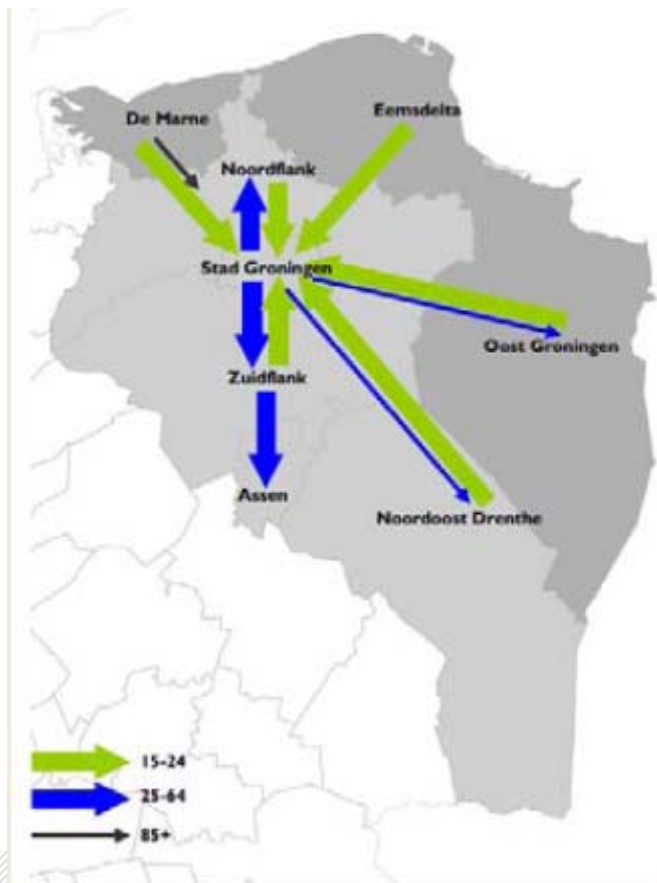 De Marne
Eemsdelta
Noordflank
Stad Groningen
Oost Groningen
Zuidflank
Assen
Noordoost Drenthe
15-24
25-64
85+